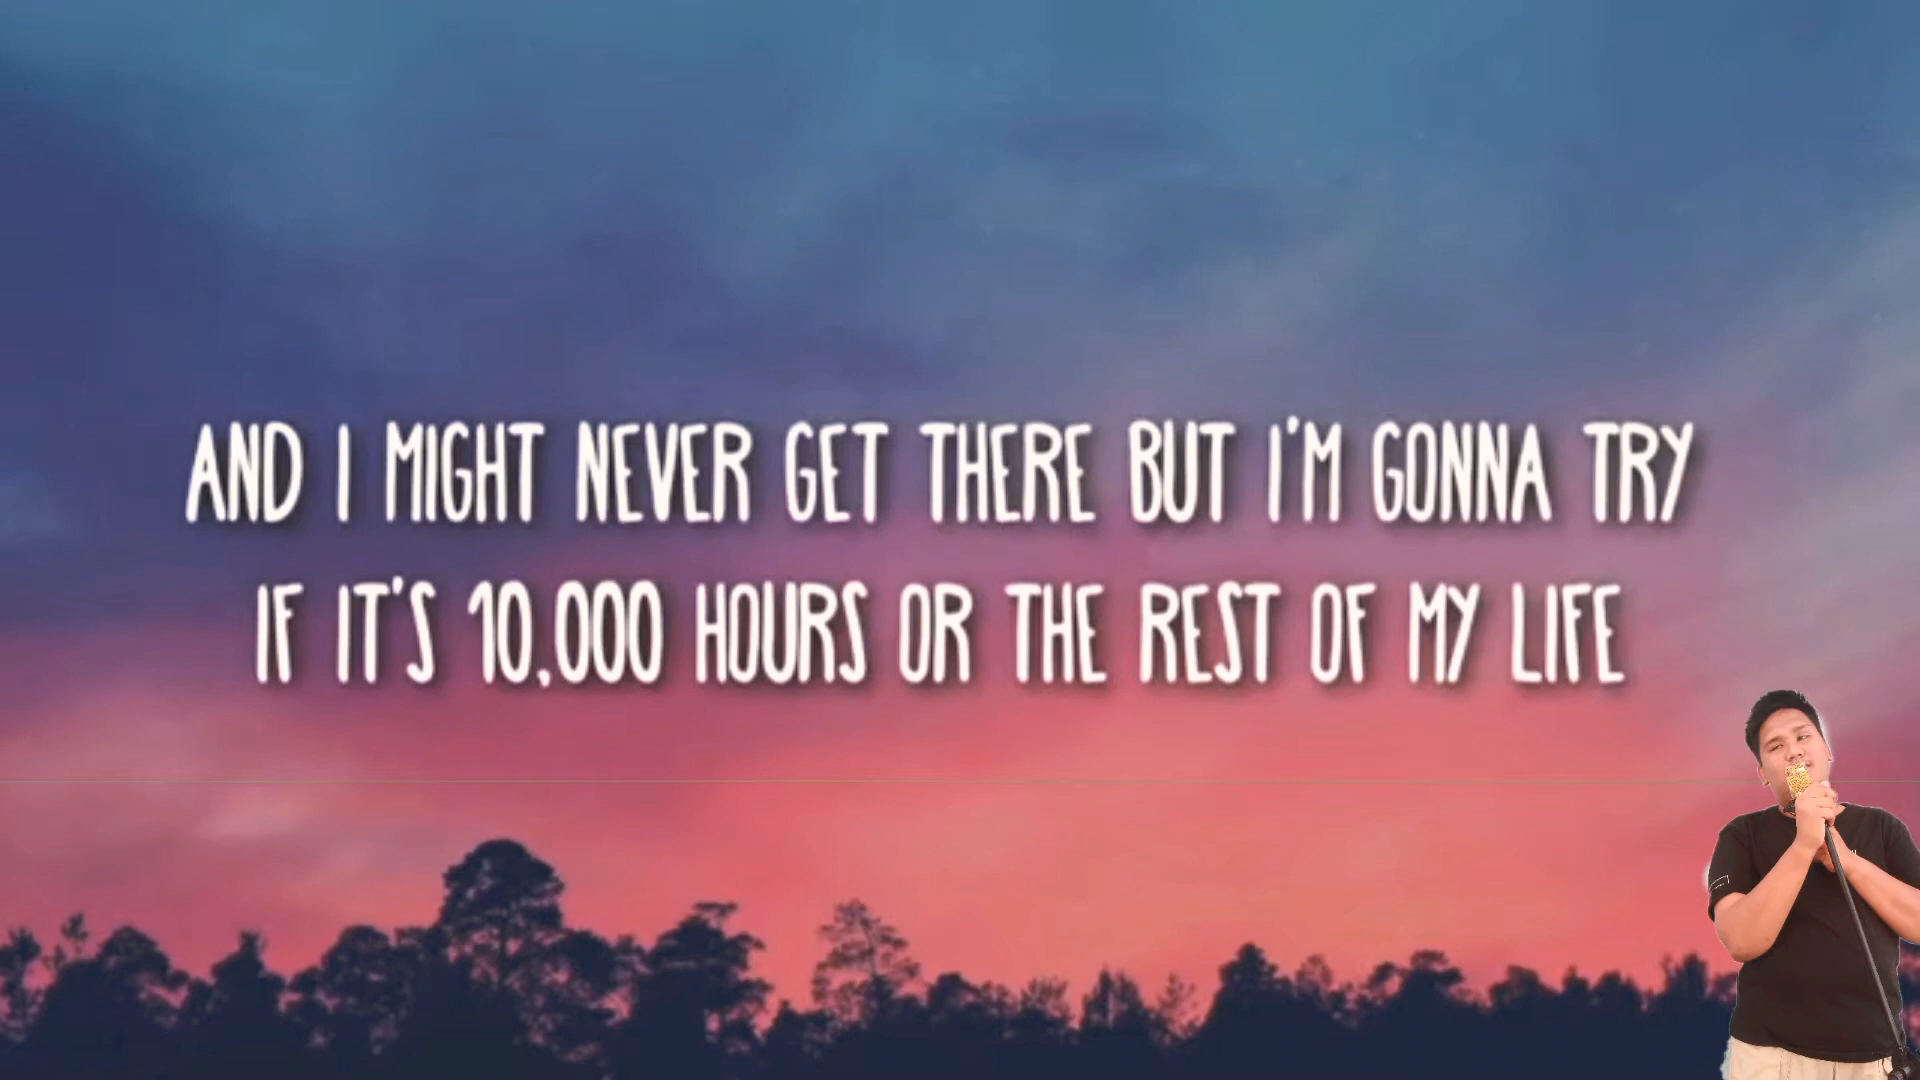 AND I MIGHT NEVER GET THERE BUT I'M GONNA TRY
IF IT'S 10,000 HOURS OR THE REST OF MY LIFE